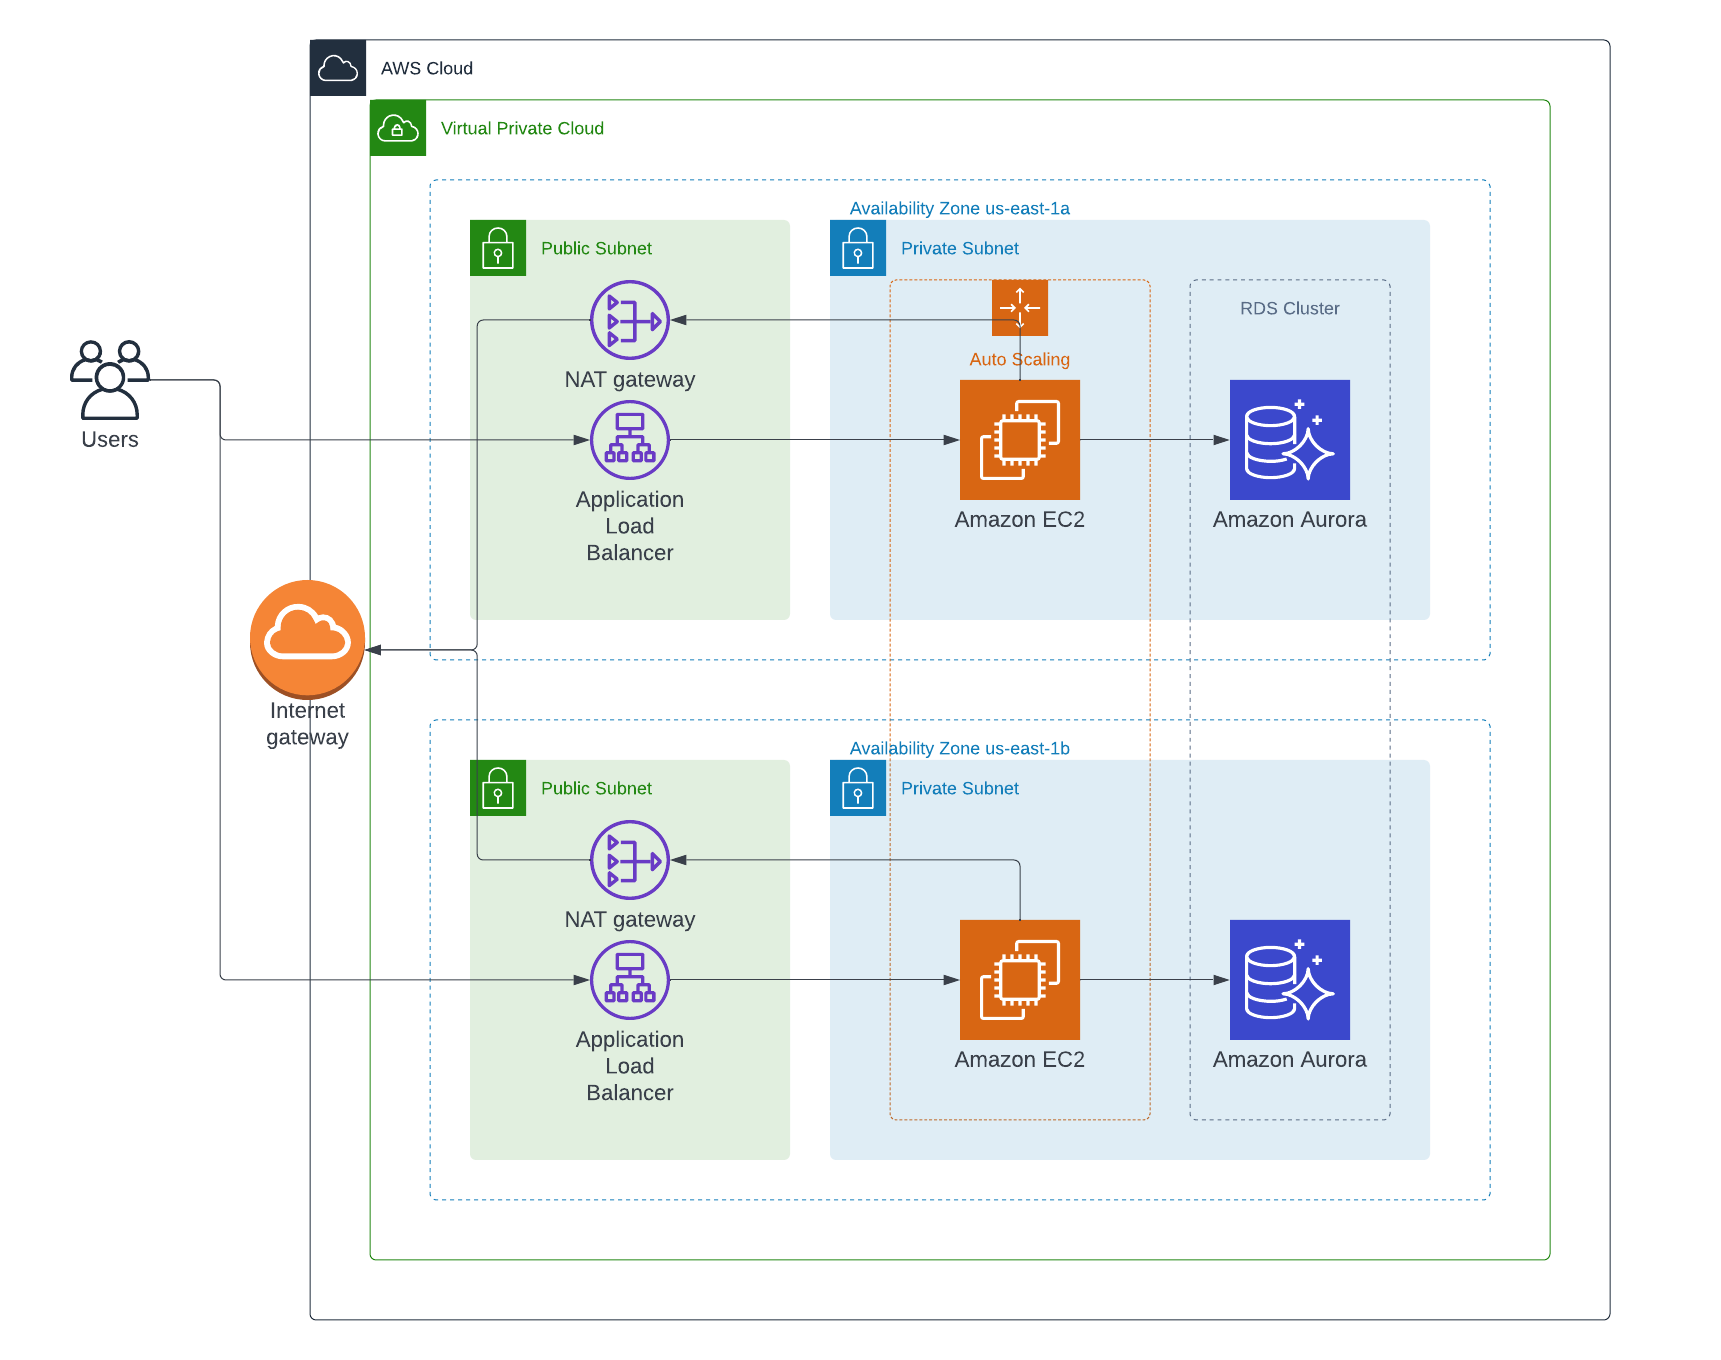 AWS Cloud
Virtual Private Cloud
Availability Zone us-east-1a
Public Subnet
Private Subnet
RDS Cluster
Auto Scaling
NAT gateway
Users
Application
Load
Balancer
Amazon EC2
Amazon Aurora
Internet
gateway
Availability Zone us-east-1b
Public Subnet
Private Subnet
NAT gateway
Application
Load
Balancer
Amazon EC2
Amazon Aurora